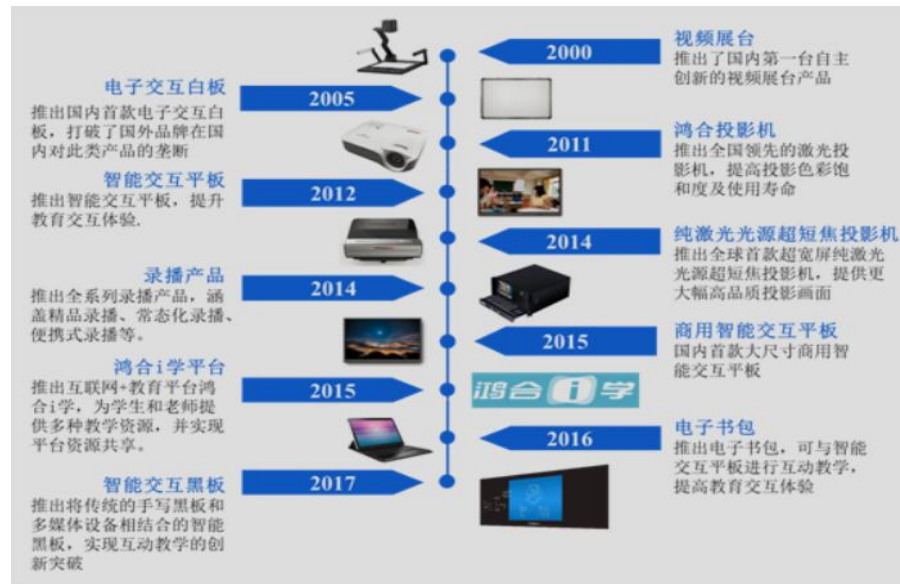 2000
视频展台
推出了国内第一台自主
创新的视频展台产品
电子交互白板
2005
推出国内首款电子交互白
板，打破了国外品牌在国
内对此类产品的垄断
2011
鸿合投影机
推出全国领先的激光投
影机，提高投影色彩饱
和度及使用寿命
智能交互平板
2012
推出智能交互平板，提升
教育交互体验.
2014
纯激光光源超短焦投影机
推出全球首款超宽屏纯激光
光源超短焦投影机，提供更
大幅高品质投影画面
录播产品
2014
推出全系列录播产品，涵
盖精品录播、常态化录播、
便携式录播等。
2015
商用智能交互平板
国内首款大尺寸商用智
能交互平板
鸿合i学平台
2015
推出互联网+教育平台鸿
合i学，为学生和老师提
供多种教学资源，并实现
平台资源共享。
鸿合i学
2016
电子书包
推出电子书包，可与智能
交互平板进行互动教学，
提高教育交互体验
智能交互黑板
2017
推出将传统的手写黑板和
多媒体设备相结合的智能
黑板，实现互动教学的创
新突破